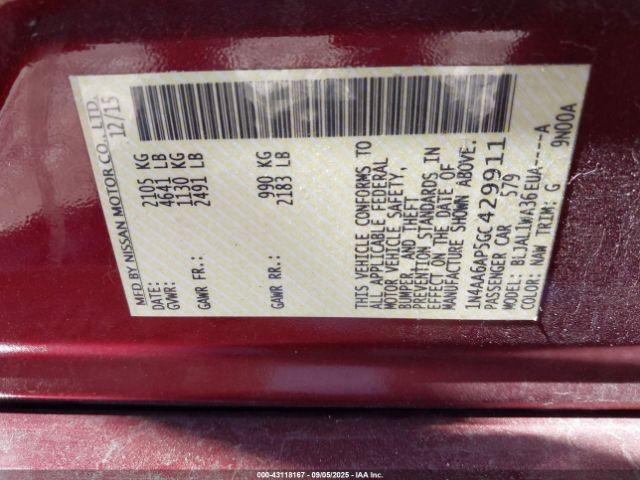 MFD BY NISSAN MOTOR CO., LTD.
12/15
GVWR: 2105 KG
4641 LB
GAWR FR.: 1130 KG
2491 LB
GAWR RR.: 990 KG
2183 LB
THIS VEHICLE CONFORMS TO
ALL APPLICABLE FEDERAL
MOTOR VEHICLE SAFETY,
BUMPER, AND THEFT
PREVENTION STANDARDS IN
EFFECT ON THE DATE OF
MANUFACTURE SHOWN ABOVE.
1N4AA6AP5GC429911
PASSENGER CAR 579
MODEL: BLJALIWA36EUA-----A
COLOR: NAW TRIM: G 9N00A
000-43118167 - 09/05/2025 - IAA Inc.